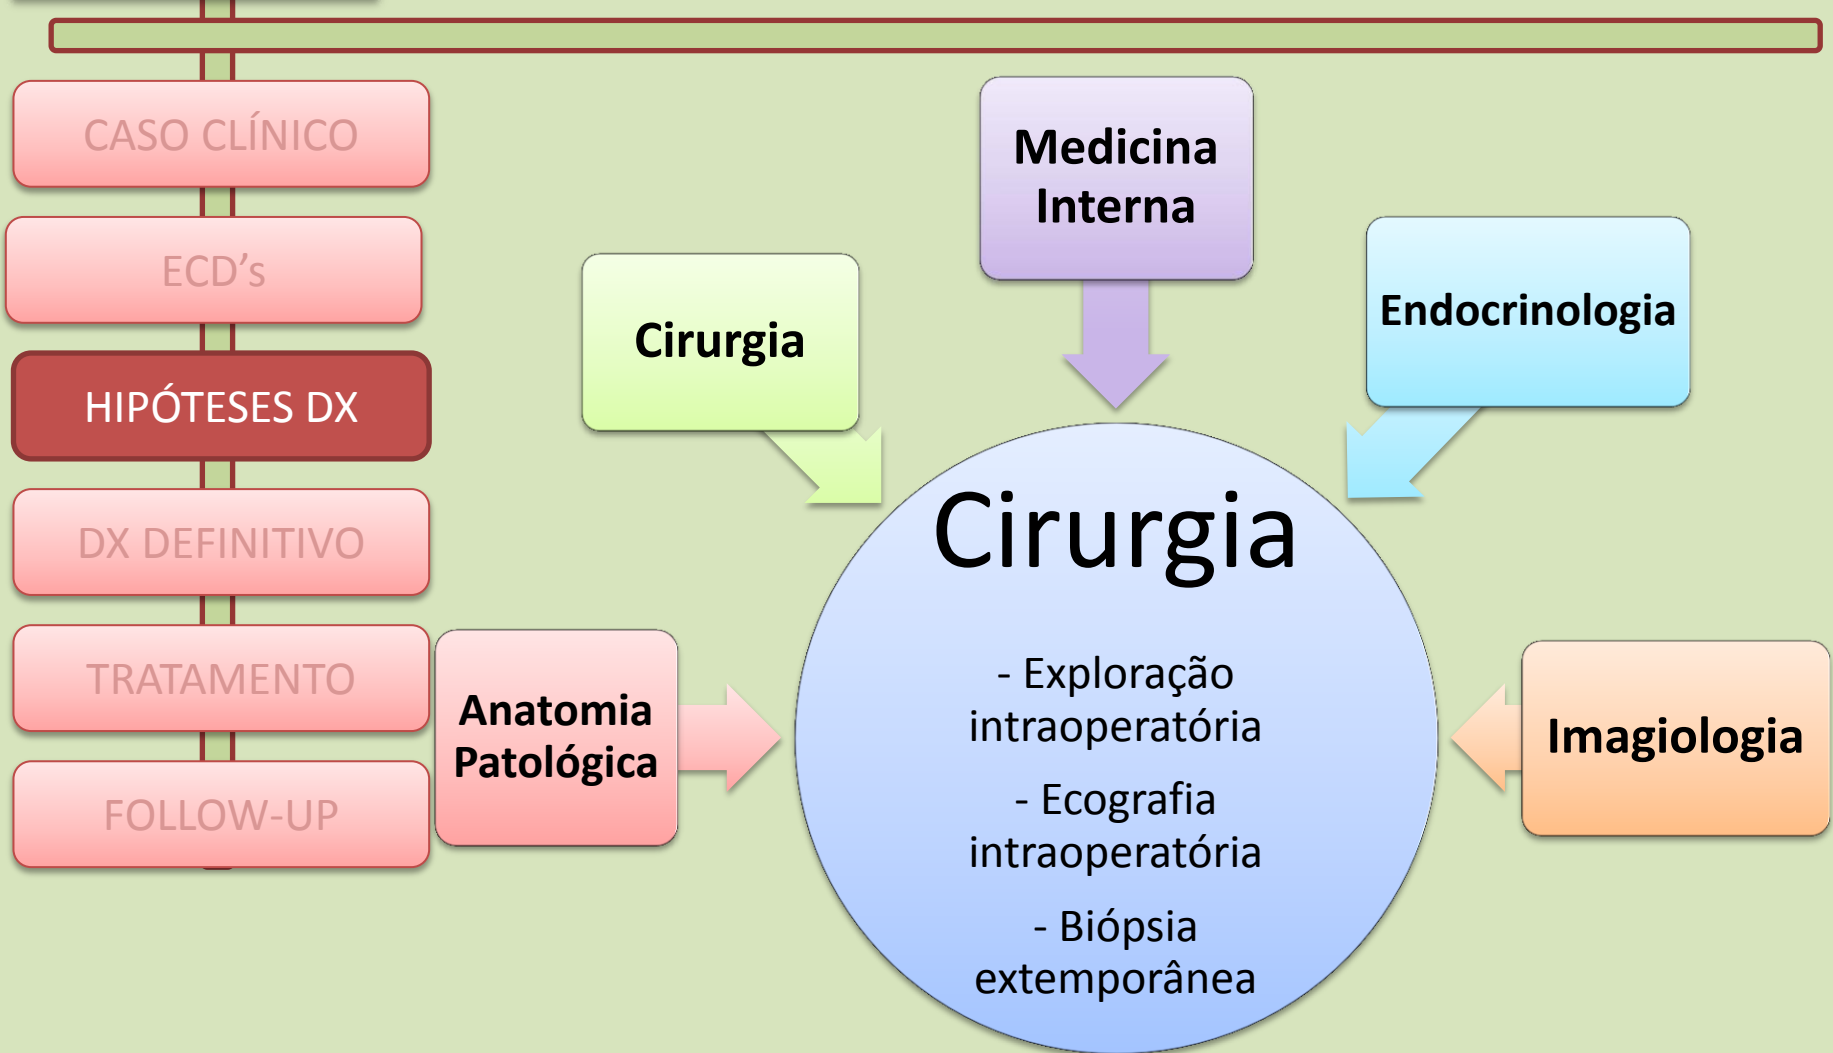 CASO CLÍNICO
ECD’s
HIPÓTESES DX
DX DEFINITIVO
TRATAMENTO
FOLLOW-UP
Medicina
Interna
Cirurgia
Endocrinologia
Anatomia
Patológica
Imagiologia
Cirurgia
- Exploração
intraoperatória
- Ecografia
intraoperatória
- Biópsia
extemporânea